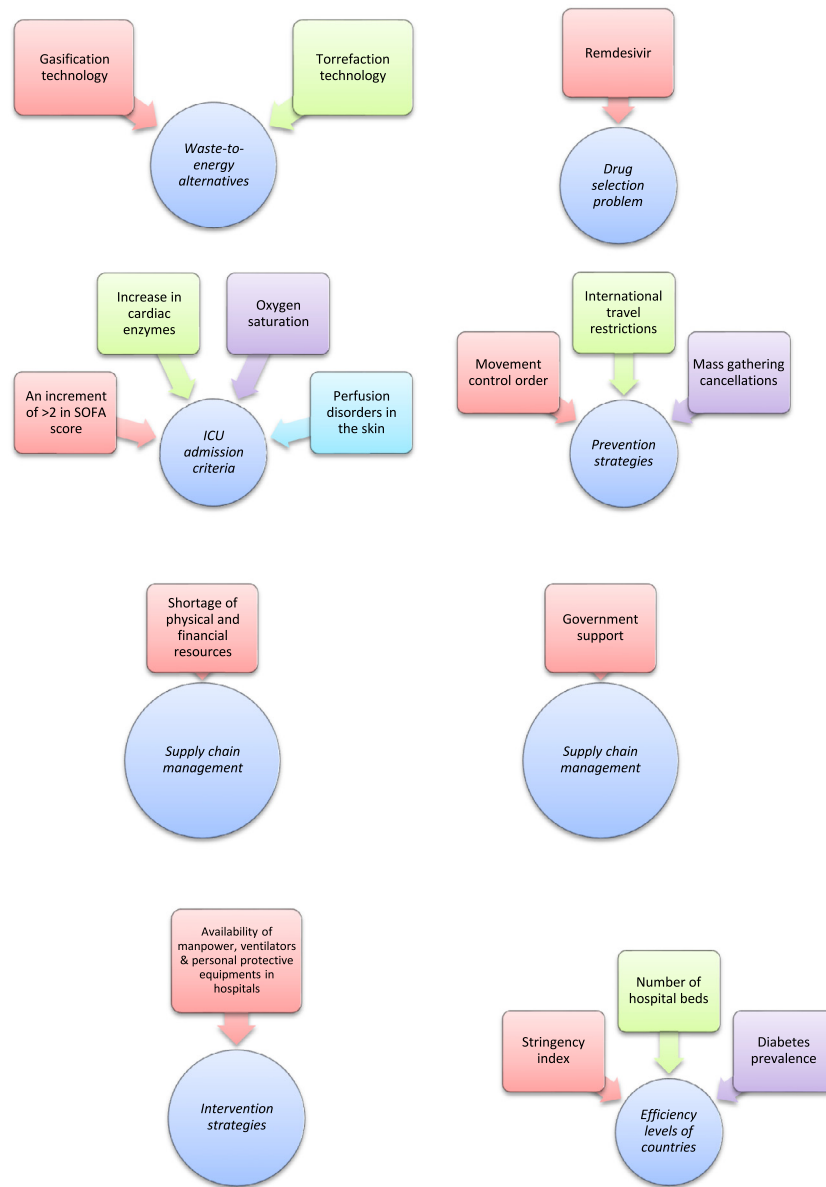 Gasification
technology
Torrefaction
technology
Waste-to-
energy
alternatives
Remdesivir
Drug
selection
problem
An increment
of >2 in SOFA
score
Increase in
cardiac
enzymes
Oxygen
saturation
Perfusion
disorders in
the skin
ICU
admission
criteria
Movement
control order
International
travel
restrictions
Mass gathering
cancellations
Prevention
strategies
Shortage of
physical and
financial
resources
Supply chain
management
Government
support
Supply chain
management
Availability of
manpower, ventilators
& personal protective
equipments in
hospitals
Intervention
strategies
Stringency
index
Number of
hospital beds
Diabetes
prevalence
Efficiency
levels of
countries